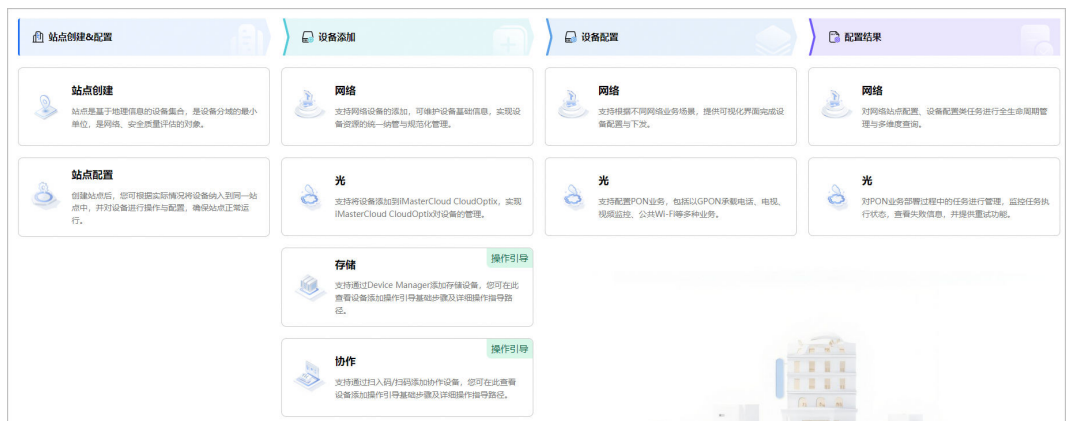 站点创建&配置
设备添加
设备配置
配置结果
站点创建
站点是基于地理信息的设备集合，是设备分域的最小
单位，是网络、安全质量评估的对象。
网络
支持网络设备的添加，可维护设备基础信息，实现设
备资源的统一纳管与规范化管理。
网络
支持根据不同网络业务场景，提供可视化界面完成设
备配置与下发。
网络
对网络站点配置、设备配置类任务进行全生命周期管
理与多维度查询。
站点配置
创建站点后，您可根据实际情况将设备纳入到同一站
点中，并对设备进行操作与配置，确保站点正常运
行。
光
支持将设备添加到iMasterCloud CloudOptix，实现
iMasterCloud CloudOptix对设备的管理。
光
支持配置PON业务，包括以GPON承载电话、电视、
视频监控、公共Wi-Fi等多种业务。
光
对PON业务部署过程中的任务进行管理，监控任务执
行状态，查看失败信息，并提供重试功能。
操作引导
存储
支持通过Device Manager添加存储设备，您可在此
查看设备添加操作引导基础步骤及详细操作指导路
径。
操作引导
协作
支持通过扫入码/扫码添加协作设备，您可在此查看
设备添加操作引导基础步骤及详细操作指导路径。